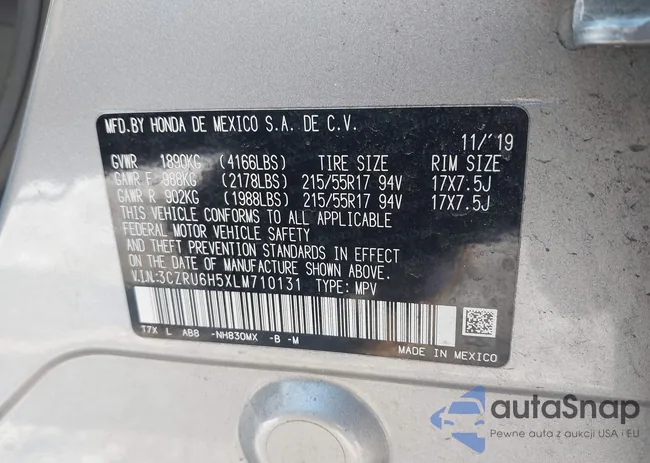 MFD.BY HONDA DE MEXICO S.A. DE C.V.
11/'19
GVWR 1890KG (4166LBS) TIRE SIZE RIM SIZE
GAWR F 988KG (2178LBS) 215/55R17 94V 17X7.5J
GAWR R 902KG (1988LBS) 215/55R17 94V 17X7.5J
THIS VEHICLE CONFORMS TO ALL APPLICABLE
FEDERAL MOTOR VEHICLE SAFETY
AND THEFT PREVENTION STANDARDS IN EFFECT
ON THE DATE OF MANUFACTURE SHOWN ABOVE.
V.I.N.:3CZRU6H5XLM710131 TYPE: MPV
T7X L AB8 -NH830MX -B -M
MADE IN MEXICO
autaSnap
Pewne auta z aukcji USA i EU